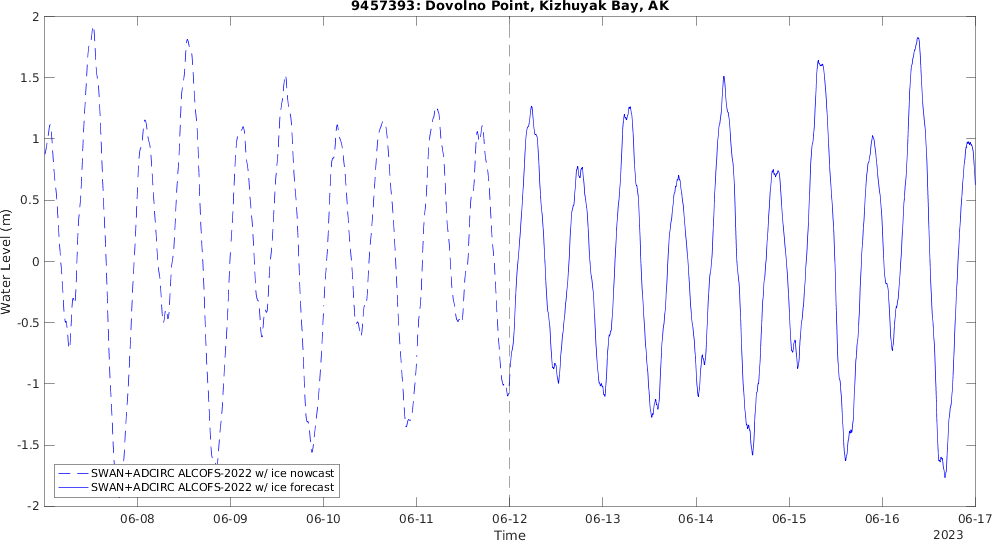 9457393: Dovolno Point, Kizhuyak Bay, AK
2
1.5
1
0.5
0
-0.5
-1
-1.5
-2
Water Level (m)
SWAN+ADCIRC ALCOFS-2022 w/ ice nowcast
SWAN+ADCIRC ALCOFS-2022 w/ ice forecast
06-08 06-09 06-10 06-11 06-12 06-13 06-14 06-15 06-16 06-17
Time
2023